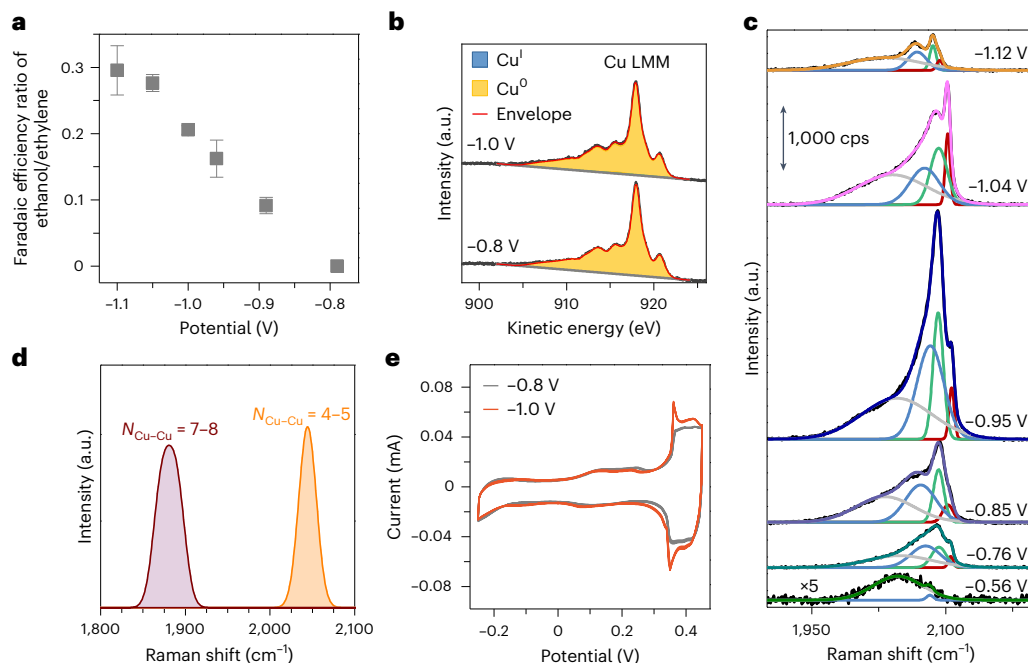 a
Faradaic efficiency ratio of
ethanol/ethylene
0.3
0.2
0.1
0
−1.1
−1.0
−0.9
−0.8
Potential (V)
b
Cuᴵ
Cu⁰
Envelope
Cu LMM
−1.0 V
−0.8 V
Intensity (a.u.)
900
910
920
Kinetic energy (eV)
c
−1.12 V
1,000 cps
−1.04 V
−0.95 V
−0.85 V
−0.76 V
×5
−0.56 V
Intensity (a.u.)
1,950
2,100
Raman shift (cm⁻¹)
d
N_Cu–Cu = 7–8
N_Cu–Cu = 4–5
Intensity (a.u.)
1,800
1,900
2,000
2,100
Raman shift (cm⁻¹)
e
−0.8 V
−1.0 V
Current (mA)
0.08
0.04
0
−0.04
−0.08
−0.2
0
0.2
0.4
Potential (V)